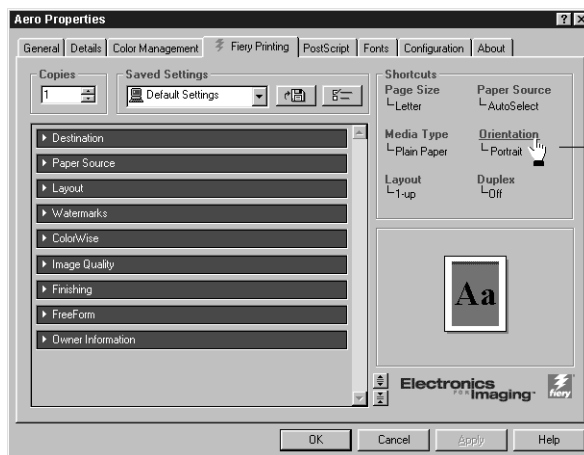 Aero Properties
General Details Color Management Fiery Printing PostScript Fonts Configuration About
Copies
1
Saved Settings
Default Settings
Destination
Paper Source
Layout
Watermarks
ColorWise
Image Quality
Finishing
FreeForm
Owner Information
Shortcuts
Page Size
Letter
Paper Source
AutoSelect
Media Type
Plain Paper
Orientation
Portrait
Layout
1-up
Duplex
Off
Aa
Electronics
FOR Imaging
fiery
OK Cancel Apply Help